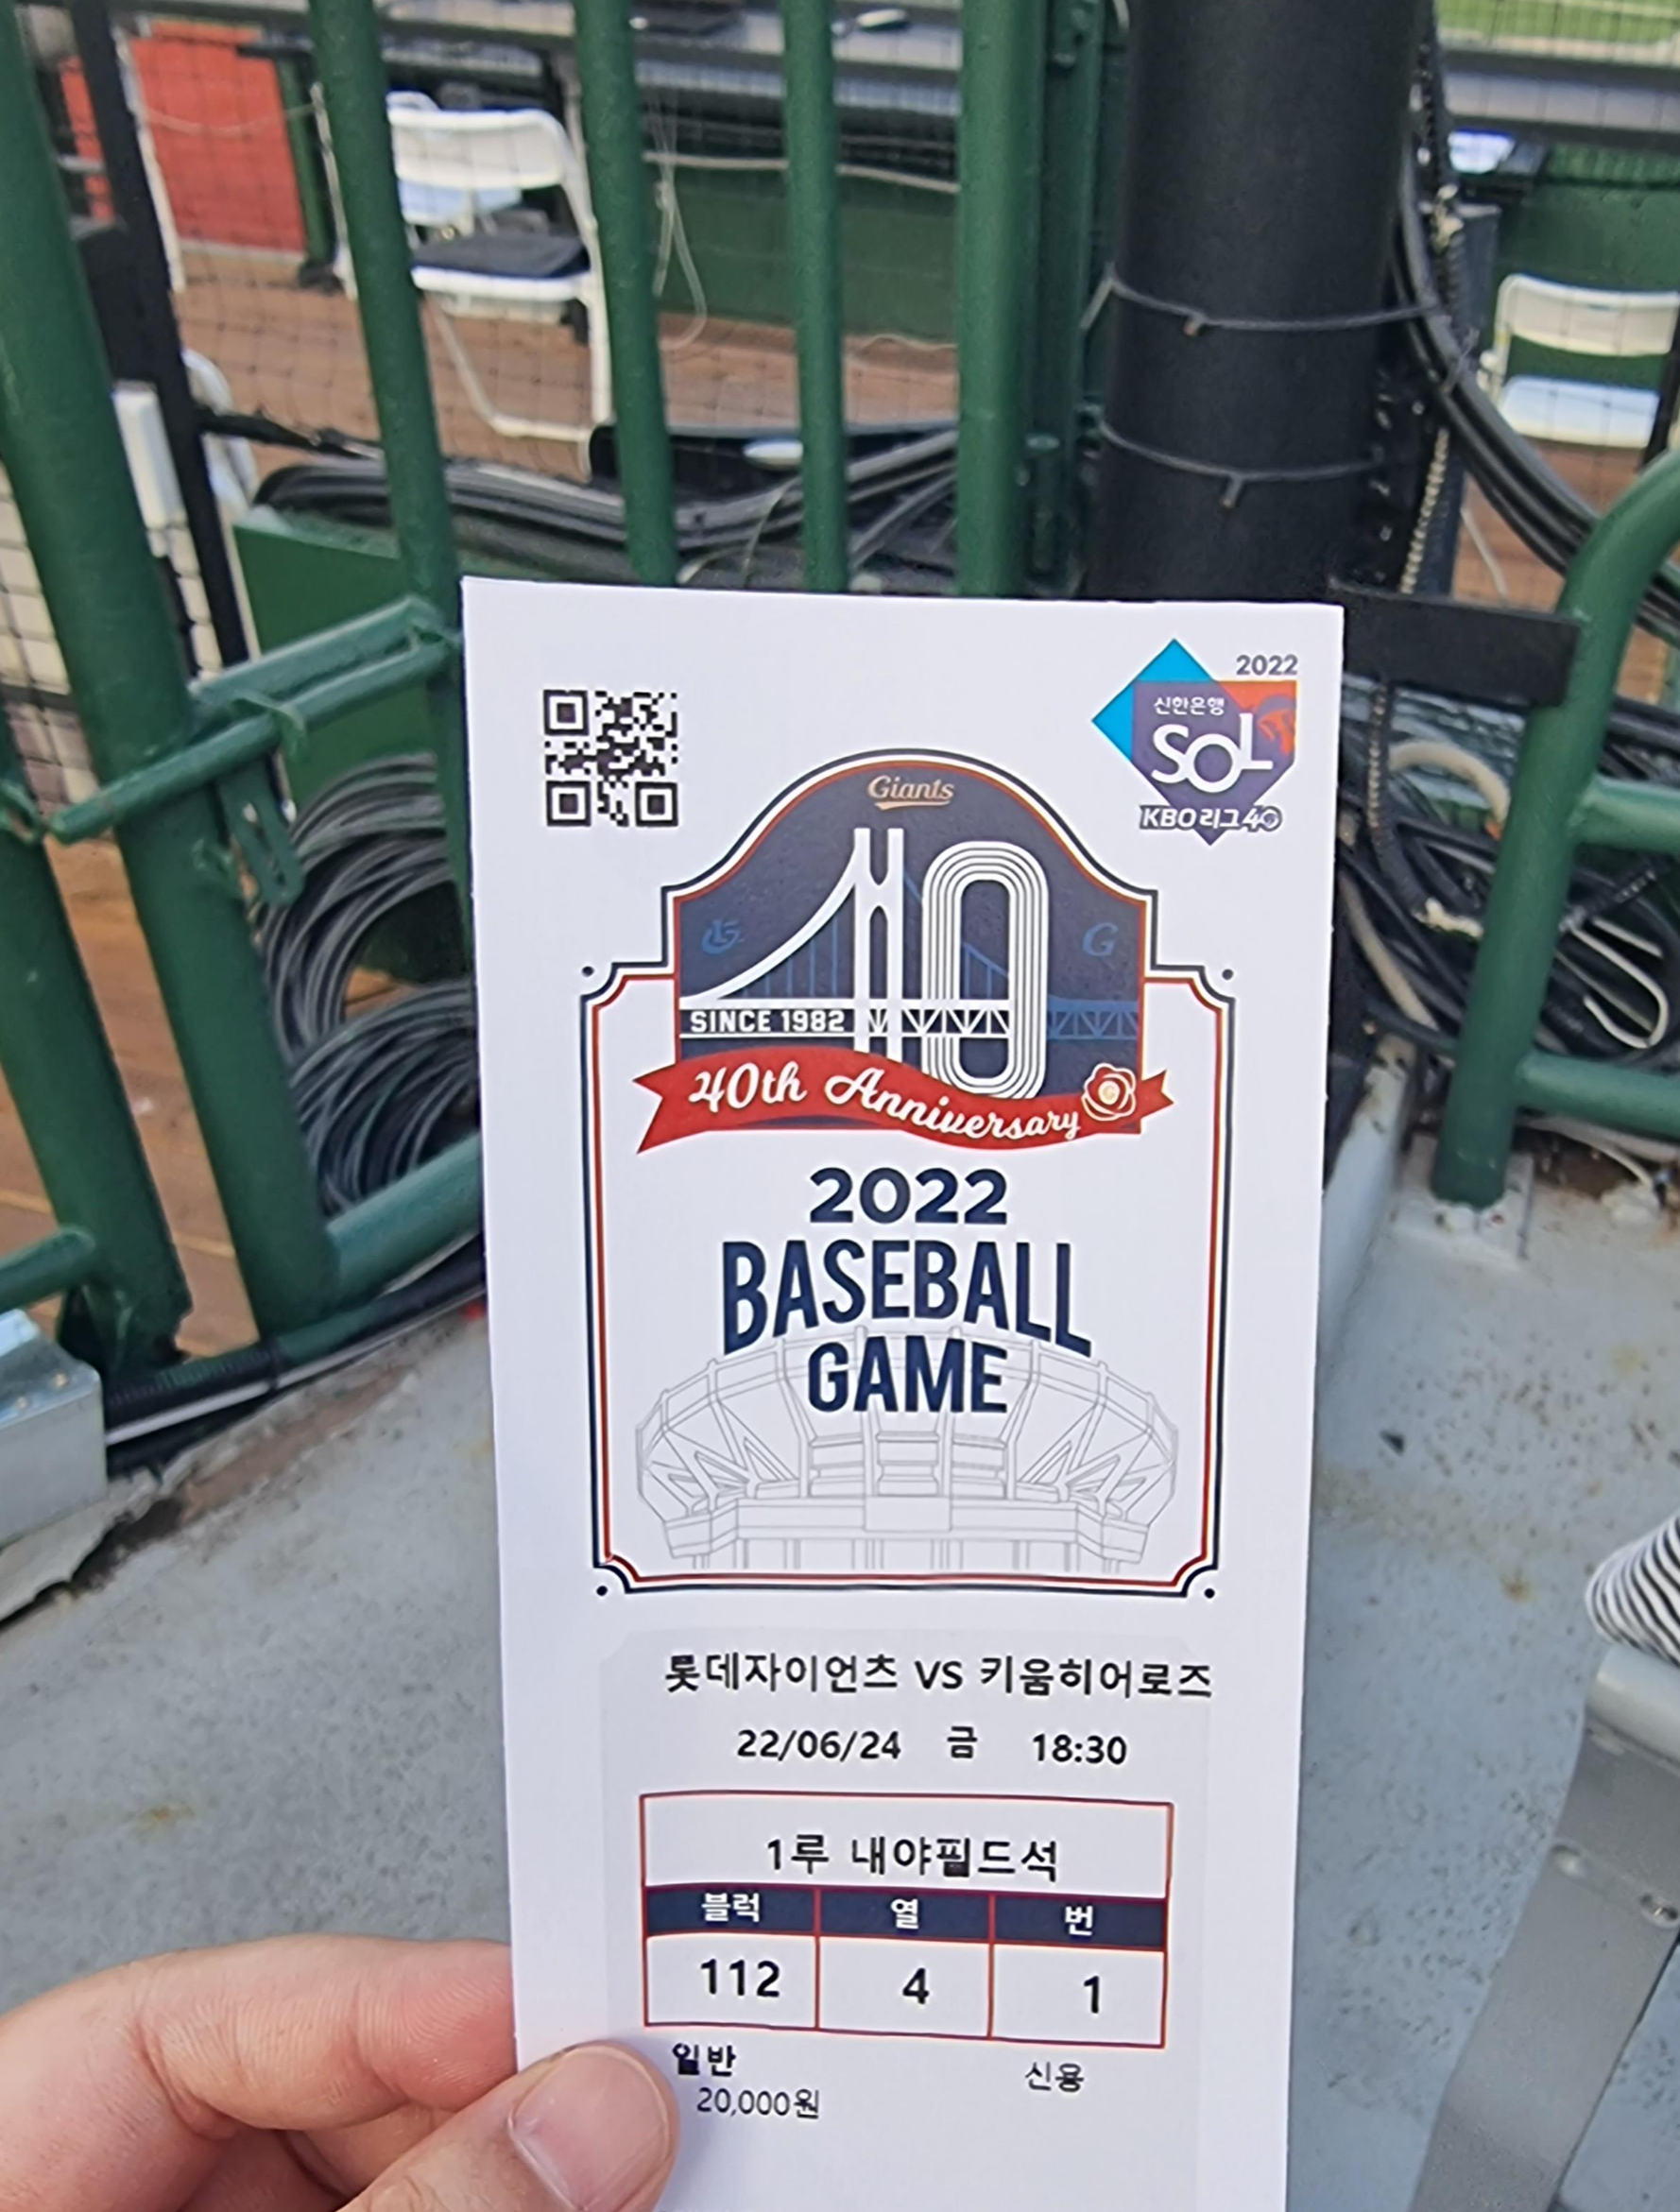 2022
신한은행
SOL
KBO 리그 40
Giants
40
G
SINCE 1982
40th Anniversary
G
2022
BASEBALL
GAME
롯데자이언츠 VS 키움히어로즈
22/06/24 금 18:30
1루 내야필드석
블럭 열 번
112 4 1
일반 신용
20,000원